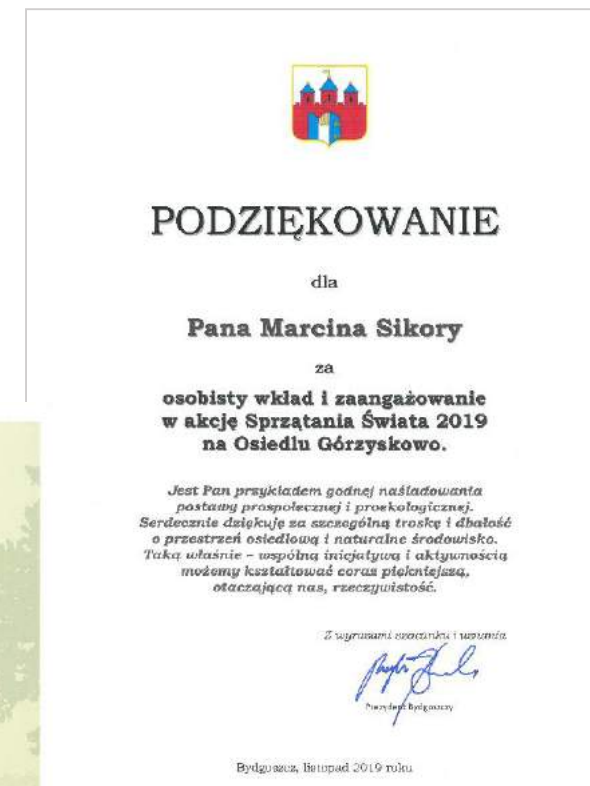 PODZIĘKOWANIE
dla
Pana Marcina Sikory
za
osobisty wkład i zaangażowanie
w akcję Sprzątania Świata 2019
na Osiedlu Górzyskowo.
Jest Pan przykładem godnej naśladowania
postawy prospołecznej i proekologicznej.
Serdecznie dziękuję za szczególną troskę i dbałość
o przestrzeń osiedlową i naturalne środowisko.
Taką właśnie – wspólną inicjatywą i aktywnością
możemy kształtować coraz piękniejszą,
otaczającą nas, rzeczywistość.
Z wyrazami szacunku i uznania
Prezydent Bydgoszczy
Bydgoszcz, listopad 2019 roku